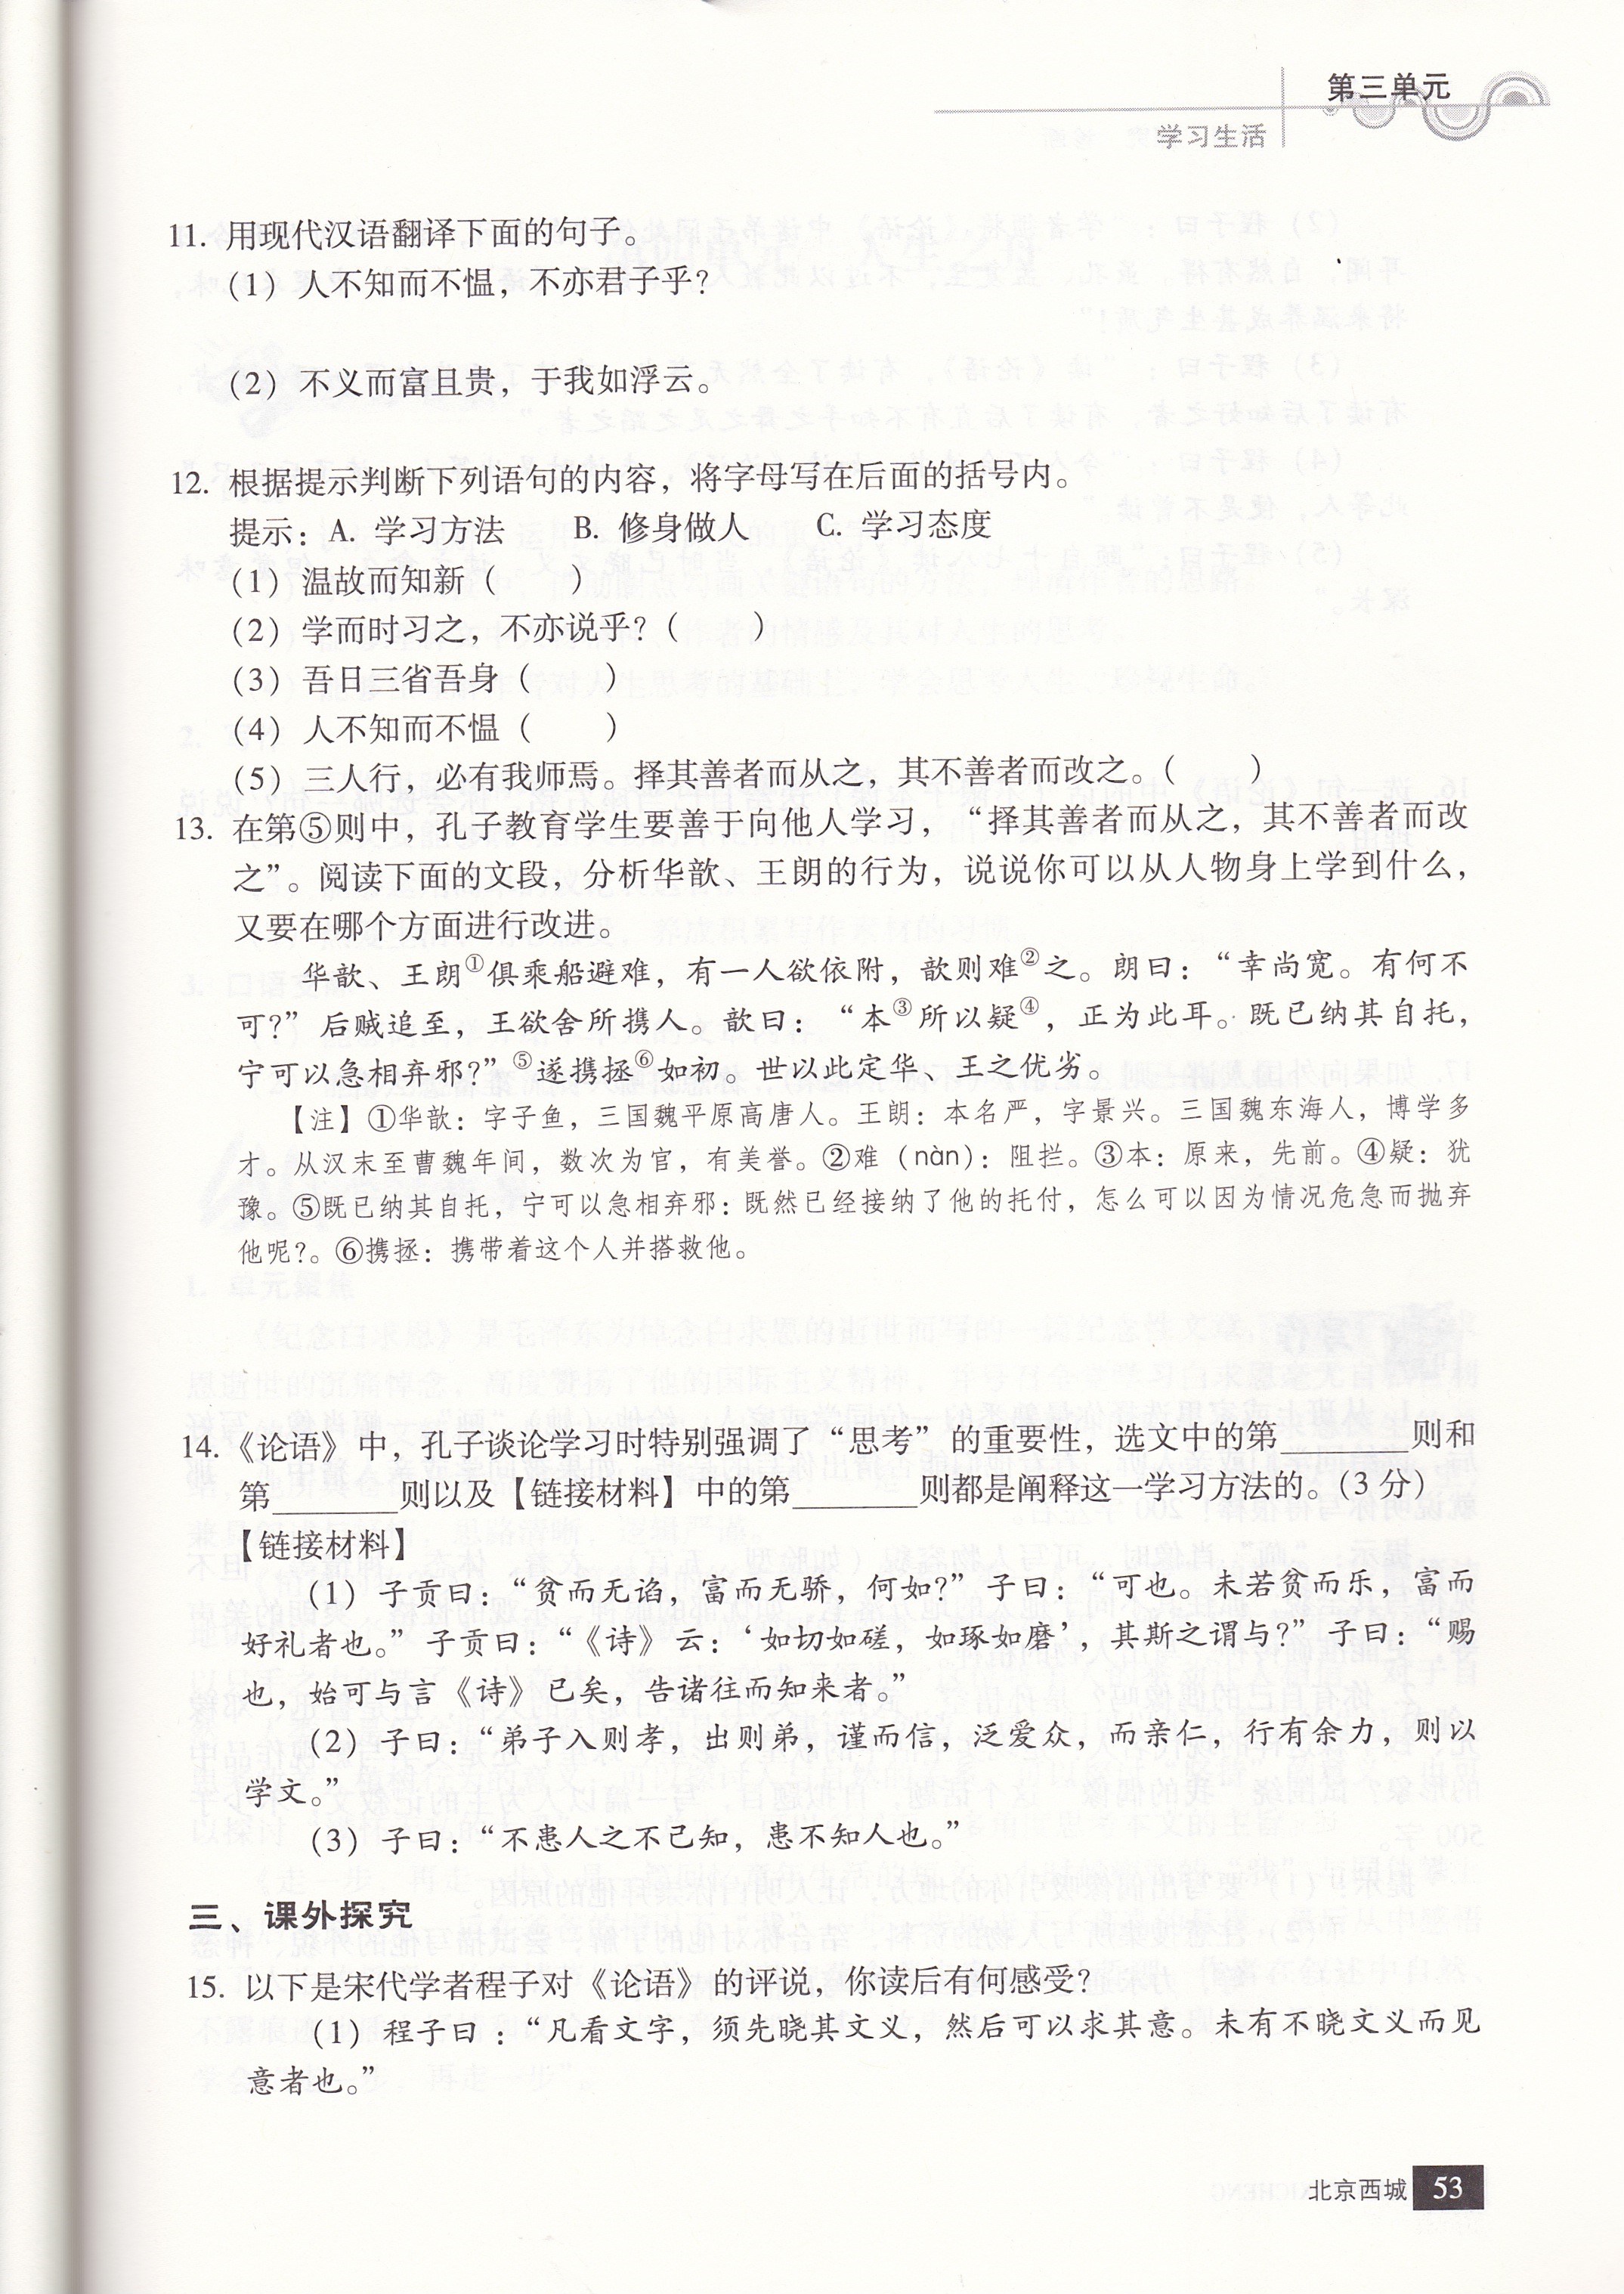 第三单元
学习生活
11. 用现代汉语翻译下面的句子。
（1）人不知而不愠，不亦君子乎？
（2）不义而富且贵，于我如浮云。
12. 根据提示判断下列语句的内容，将字母写在后面的括号内。
提示：A. 学习方法　　B. 修身做人　　C. 学习态度
（1）温故而知新（　　）
（2）学而时习之，不亦说乎？（　　）
（3）吾日三省吾身（　　）
（4）人不知而不愠（　　）
（5）三人行，必有我师焉。择其善者而从之，其不善者而改之。（　　）
13. 在第⑤则中，孔子教育学生要善于向他人学习，“择其善者而从之，其不善者而改
之”。阅读下面的文段，分析华歆、王朗的行为，说说你可以从人物身上学到什么，
又要在哪个方面进行改进。
华歆、王朗①俱乘船避难，有一人欲依附，歆则难②之。朗曰：“幸尚宽。有何不
可？”后贼追至，王欲舍所携人。歆曰：“本③所以疑④，正为此耳。既已纳其自托，
宁可以急相弃邪？”⑤遂携拯⑥如初。世以此定华、王之优劣。
【注】①华歆：字子鱼，三国魏平原高唐人。王朗：本名严，字景兴。三国魏东海人，博学多
才。从汉末至曹魏年间，数次为官，有美誉。②难（nàn）：阻拦。③本：原来，先前。④疑：犹
豫。⑤既已纳其自托，宁可以急相弃邪：既然已经接纳了他的托付，怎么可以因为情况危急而抛弃
他呢？。⑥携拯：携带着这个人并搭救他。
14.《论语》中，孔子谈论学习时特别强调了“思考”的重要性，选文中的第________则和
第________则以及【链接材料】中的第________则都是阐释这一学习方法的。（3 分）
【链接材料】
（1）子贡曰：“贫而无谄，富而无骄，何如？”子曰：“可也。未若贫而乐，富而
好礼者也。”子贡曰：“《诗》云：‘如切如磋，如琢如磨’，其斯之谓与？”子曰：“赐
也，始可与言《诗》已矣，告诸往而知来者。”
（2）子曰：“弟子入则孝，出则弟，谨而信，泛爱众，而亲仁，行有余力，则以
学文。”
（3）子曰：“不患人之不己知，患不知人也。”
三、课外探究
15. 以下是宋代学者程子对《论语》的评说，你读后有何感受？
（1）程子曰：“凡看文字，须先晓其文义，然后可以求其意。未有不晓文义而见
意者也。”
北京西城 53